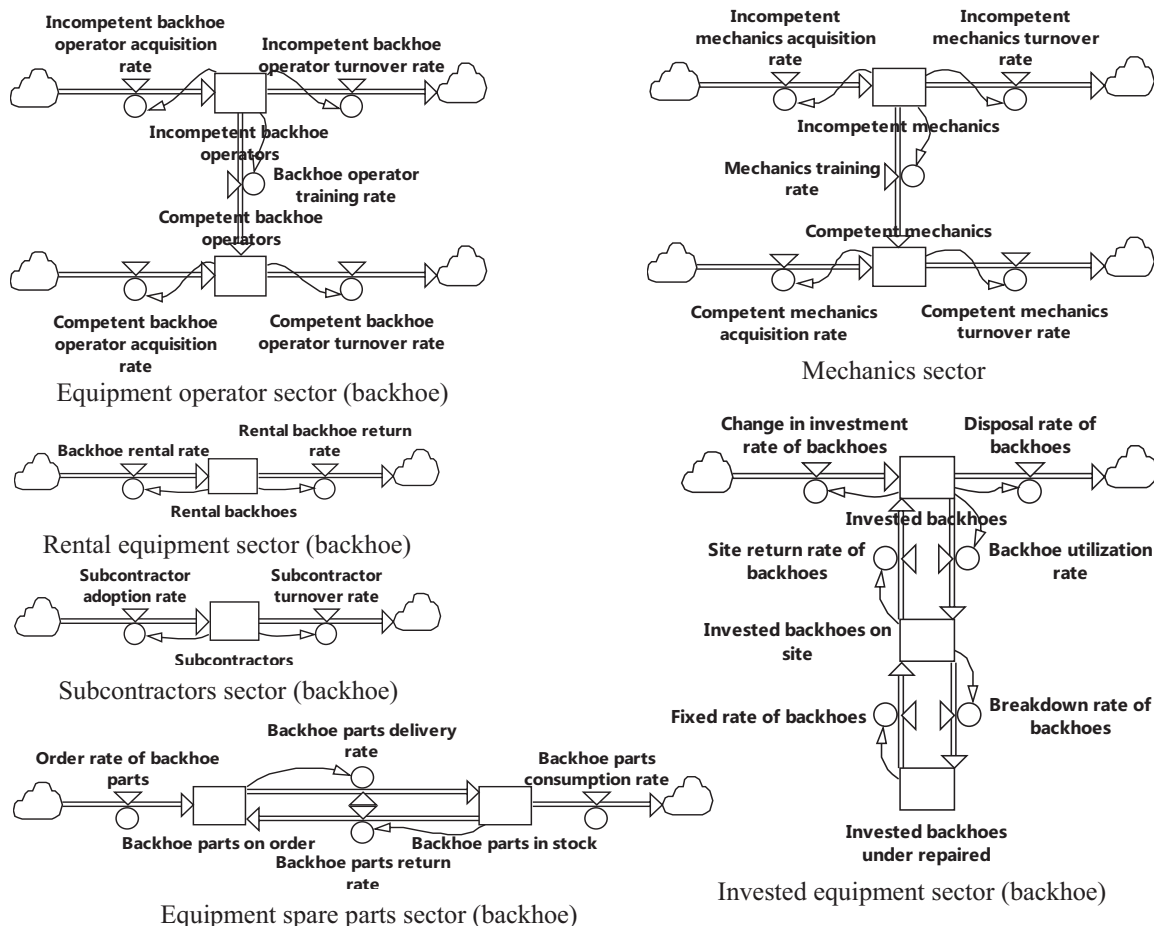 Incompetent backhoe
operator acquisition
rate
Incompetent backhoe
operator turnover rate
Incompetent backhoe
operators
Backhoe operator
training rate
Competent backhoe
operators
Competent backhoe
operator acquisition
rate
Competent backhoe
operator turnover rate
Equipment operator sector (backhoe)
Incompetent
mechanics acquisition
rate
Incompetent
mechanics turnover
rate
Incompetent mechanics
Mechanics training
rate
Competent mechanics
Competent mechanics
acquisition rate
Competent mechanics
turnover rate
Mechanics sector
Backhoe rental rate
Rental backhoe return
rate
Rental backhoes
Rental equipment sector (backhoe)
Subcontractor
adoption rate
Subcontractor
turnover rate
Subcontractors
Subcontractors sector (backhoe)
Order rate of backhoe
parts
Backhoe parts delivery
rate
Backhoe parts
consumption rate
Backhoe parts on order
Backhoe parts return
rate
Backhoe parts in stock
Equipment spare parts sector (backhoe)
Change in investment
rate of backhoes
Disposal rate of
backhoes
Invested backhoes
Site return rate of
backhoes
Backhoe utilization
rate
Invested backhoes on
site
Fixed rate of backhoes
Breakdown rate of
backhoes
Invested backhoes
under repaired
Invested equipment sector (backhoe)